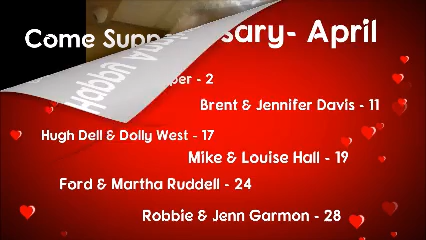 Come Supp sary- April
per - 2
Brent & Jennifer Davis - 11
Hugh Dell & Dolly West - 17
Mike & Louise Hall - 19
Ford & Martha Ruddell - 24
Robbie & Jenn Garmon - 28